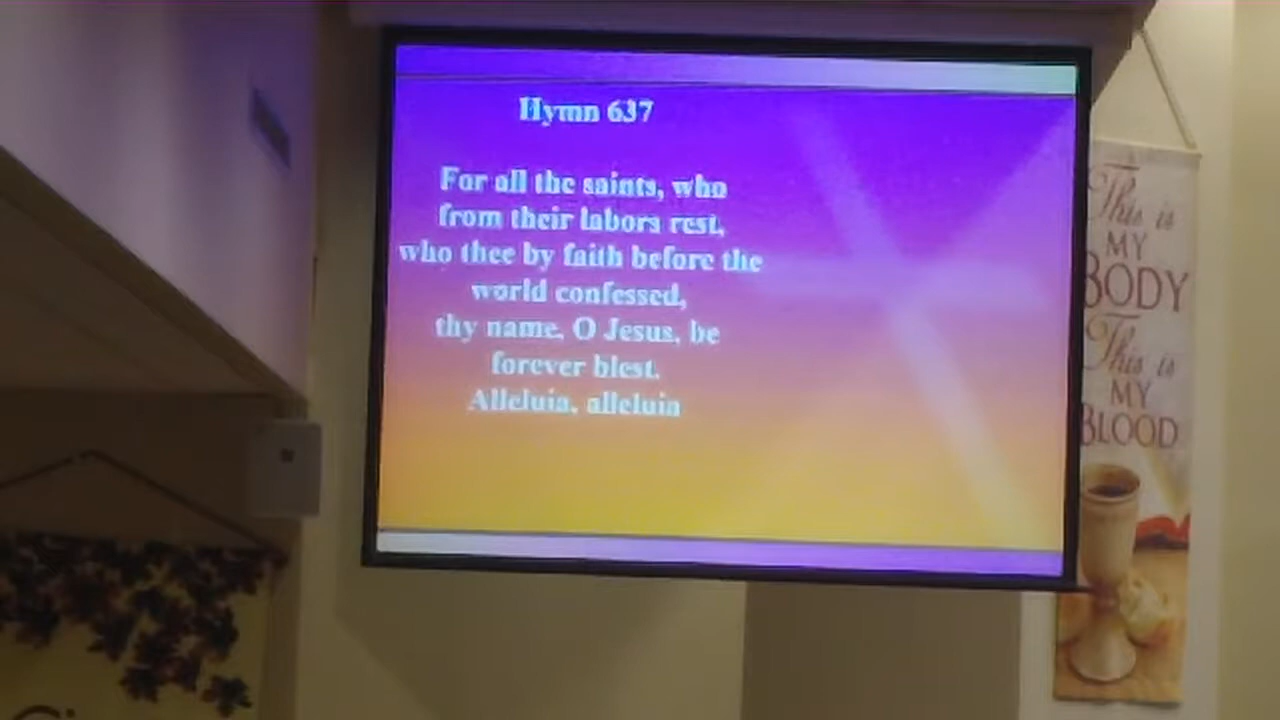 Hymn 637
For all the saints, who
from their labors rest,
who thee by faith before the
world confessed,
thy name, O Jesus, be
forever blest.
Alleluia, alleluia
This is
MY
BODY
This is
MY
BLOOD